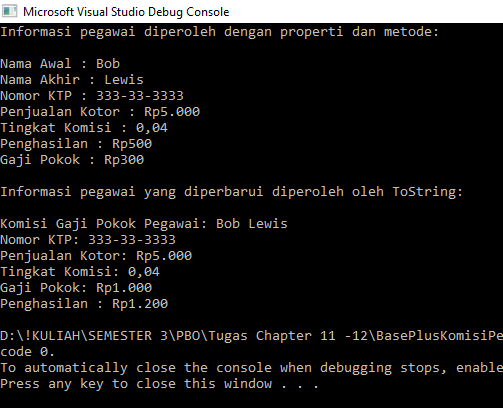 Microsoft Visual Studio Debug Console
Informasi pegawai diperoleh dengan properti dan metode:
Nama Awal : Bob
Nama Akhir : Lewis
Nomor KTP : 333-33-3333
Penjualan Kotor : Rp5.000
Tingkat Komisi : 0,04
Penghasilan : Rp500
Gaji Pokok : Rp300
Informasi pegawai yang diperbarui diperoleh oleh ToString:
Komisi Gaji Pokok Pegawai: Bob Lewis
Nomor KTP: 333-33-3333
Penjualan Kotor: Rp5.000
Tingkat Komisi: 0,04
Gaji Pokok: Rp1.000
Penghasilan : Rp1.200
D:\!KULIAH\SEMESTER 3\PBO\Tugas Chapter 11 -12\BasePlusKomisiPe
code 0.
To automatically close the console when debugging stops, enable
Press any key to close this window . . .